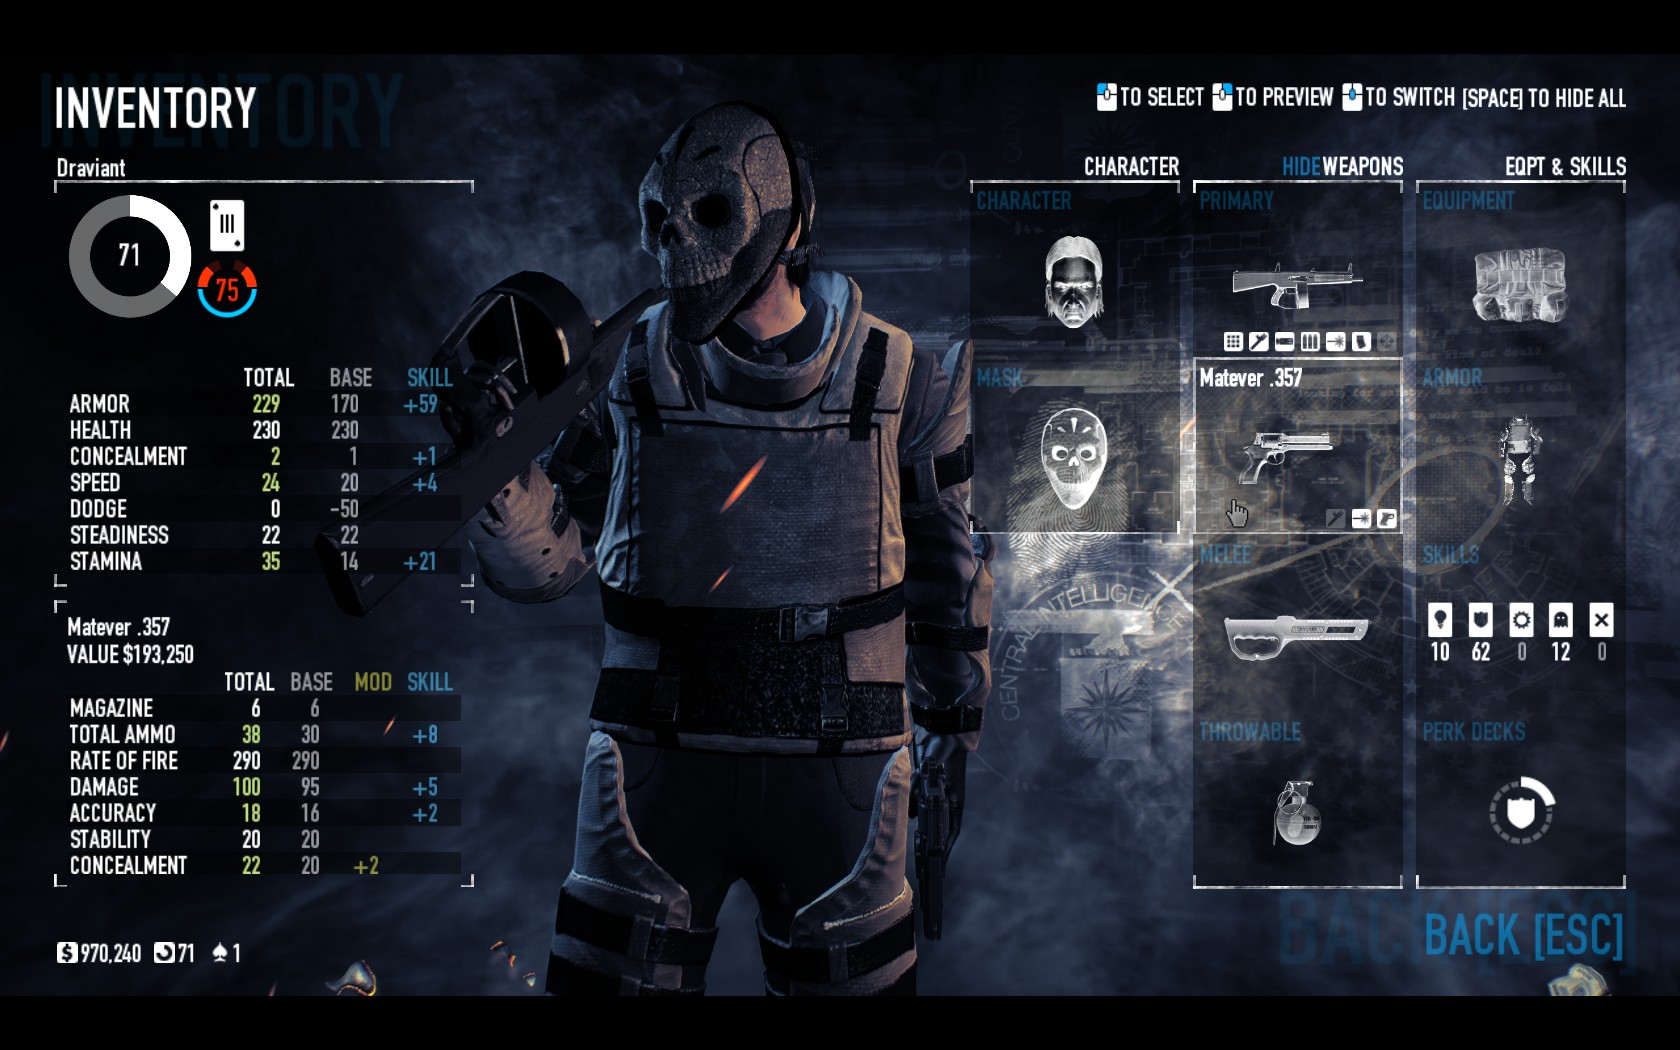 INVENTORY
TO SELECT TO PREVIEW TO SWITCH [SPACE] TO HIDE ALL
Draviant
71
III
75
CHARACTER HIDE WEAPONS EQPT & SKILLS
CHARACTER PRIMARY EQUIPMENT
MASK Matever .357 ARMOR
MELEE SKILLS
10 62 0 12 0
THROWABLE PERK DECKS
TOTAL BASE SKILL
ARMOR 229 170 +59
HEALTH 230 230
CONCEALMENT 2 1 +1
SPEED 24 20 +4
DODGE 0 -50
STEADINESS 22 22
STAMINA 35 14 +21
Matever .357
VALUE $193,250
TOTAL BASE MOD SKILL
MAGAZINE 6 6
TOTAL AMMO 38 30 +8
RATE OF FIRE 290 290
DAMAGE 100 95 +5
ACCURACY 18 16 +2
STABILITY 20 20
CONCEALMENT 22 20 +2
CENTRAL INTELLIGENCE
$ 970,240 71 1
BACK [ESC]